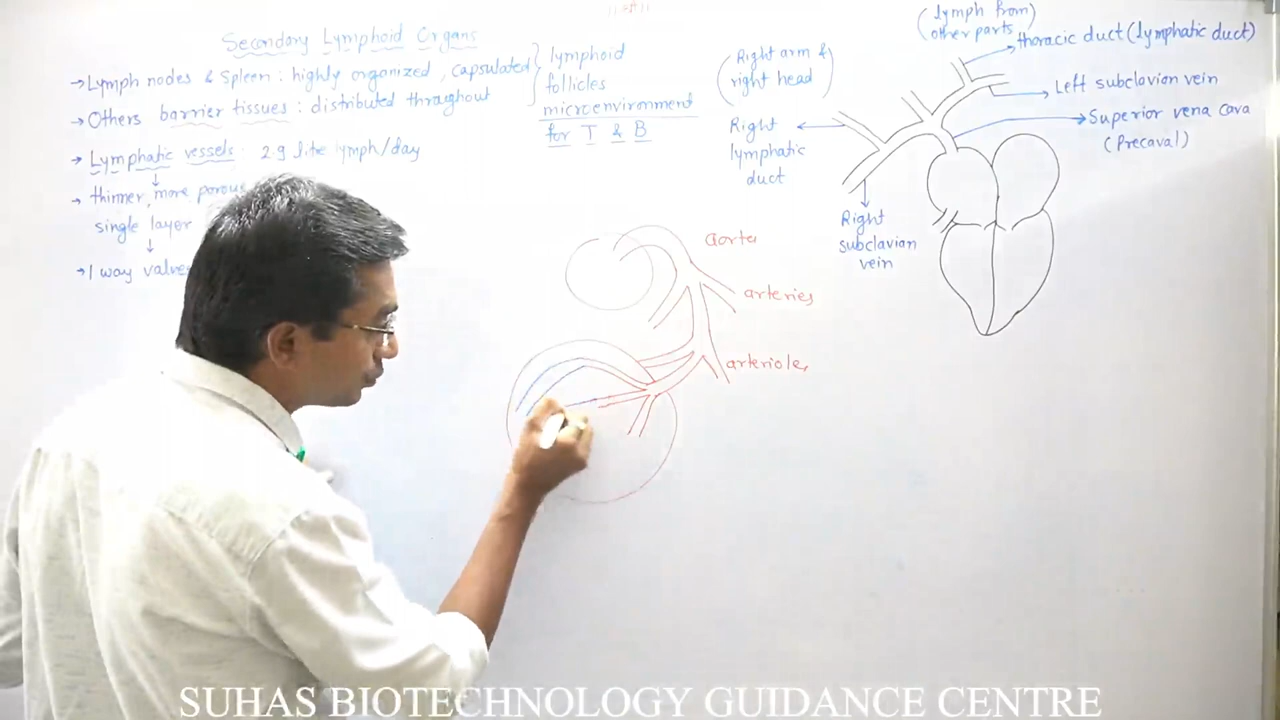 Secondary Lymphoid Organs
→Lymph nodes & Spleen : highly organized, capsulated
→Others barrier tissues : distributed throughout
lymphoid
follicles
microenvironment
for T & B
→Lymphatic vessels : 2.9 lite lymph/day
→thinner, more porous
single layer
→1 way valve
(Right arm &
right head)
Right
lymphatic
duct
Right
subclavian
vein
(lymph from)
other parts
thoracic duct (lymphatic duct)
Left subclavion vein
Superior vena cava
(Precaval)
aorta
arteries
arterioles
SUHAS BIOTECHNOLOGY GUIDANCE CENTRE